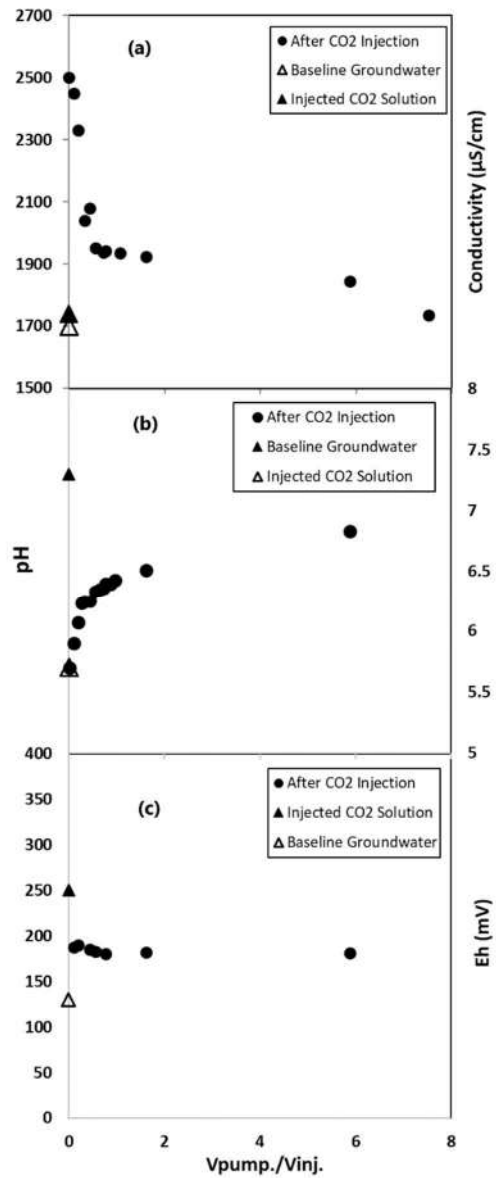 2700
(a)
After CO2 Injection
Baseline Groundwater
Injected CO2 Solution
2500
2300
2100
1900
1700
1500
Conductivity (µS/cm)
8
(b)
After CO2 Injection
Baseline Groundwater
Injected CO2 Solution
7.5
7
6.5
6
5.5
5
pH
400
(c)
After CO2 Injection
Injected CO2 Solution
Baseline Groundwater
350
300
250
200
150
100
50
0
Eh (mV)
0 2 4 6 8
Vpump./Vinj.